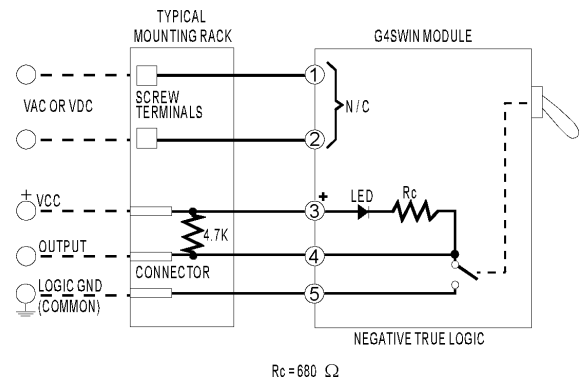 TYPICAL
MOUNTING RACK
G4SWIN MODULE
VAC OR VDC
SCREW
TERMINALS
1
2
N / C
+
VCC
3
+
LED
Rc
4.7K
OUTPUT
4
CONNECTOR
LOGIC GND
(COMMON)
5
NEGATIVE TRUE LOGIC
Rc = 680 Ω